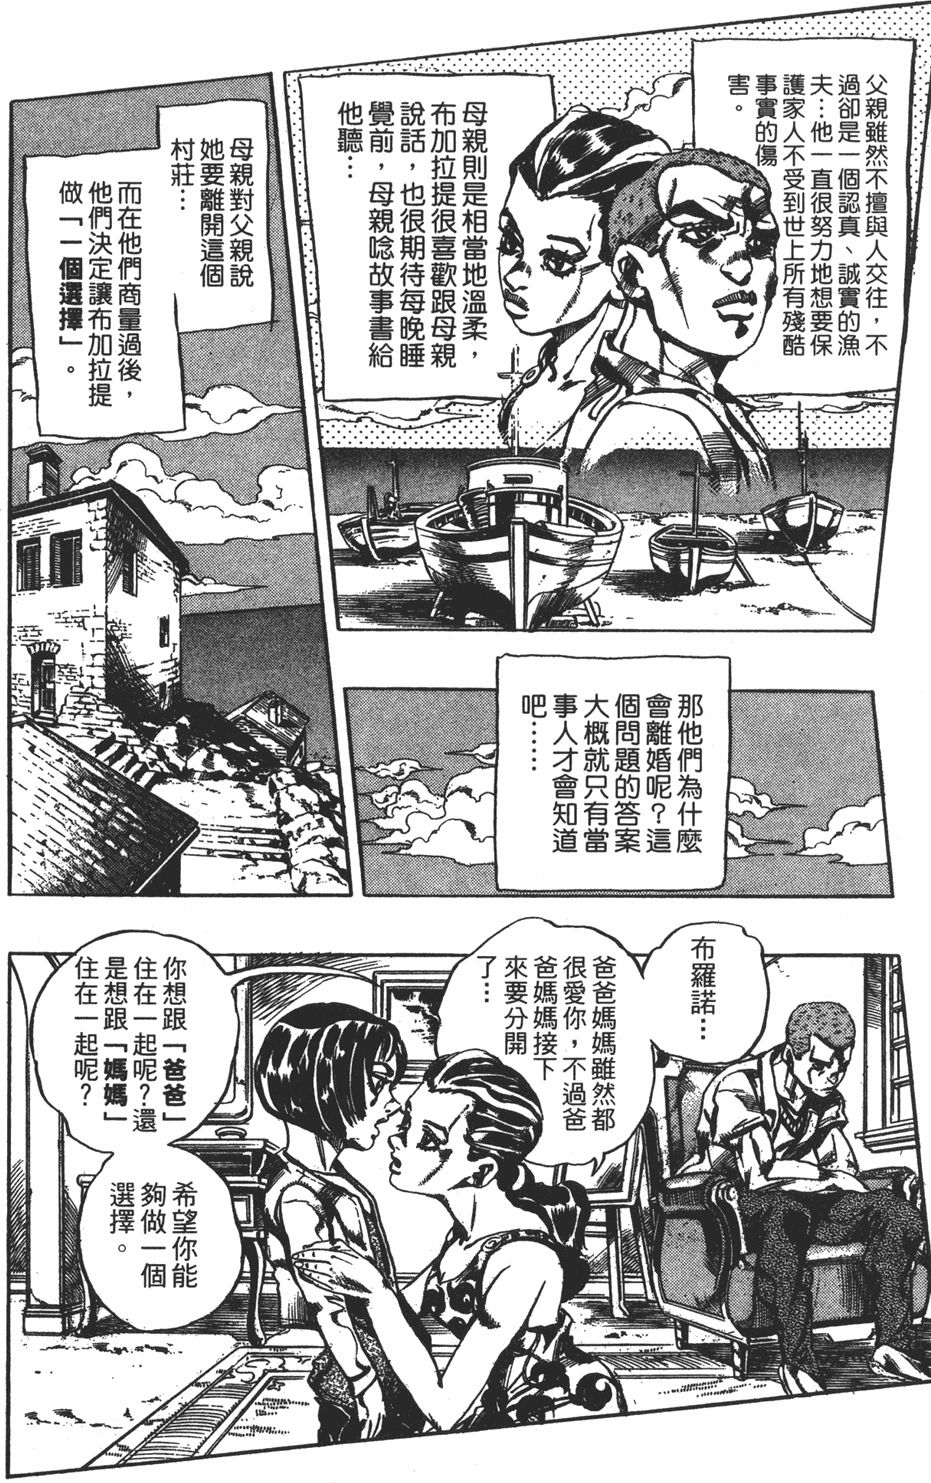 父親雖然不擅與人交往，不
過卻是一個認真、誠實的漁
夫…他一直很努力地想要保
護家人不受到世上所有殘酷
事實的傷
害。
母親則是相當地溫柔，
布加拉提很喜歡跟母親
說話，也很期待每晚睡
覺前，母親唸故事書給
他聽…
母親對父親說
她要離開這個
村莊…
而在他們商量過後，
他們決定讓布加拉提
做「一個選擇」。
那他們為什麼
會離婚呢？這
個問題的答案
大概就只有當
事人才會知道
吧……
布羅諾…
爸爸媽媽雖然都
很愛你，不過爸
爸媽媽接下
來要分開
了…
你想跟「爸爸」
住在一起呢？還
是想跟「媽媽」
住在一起呢？
希望你能
夠做一個
選擇。